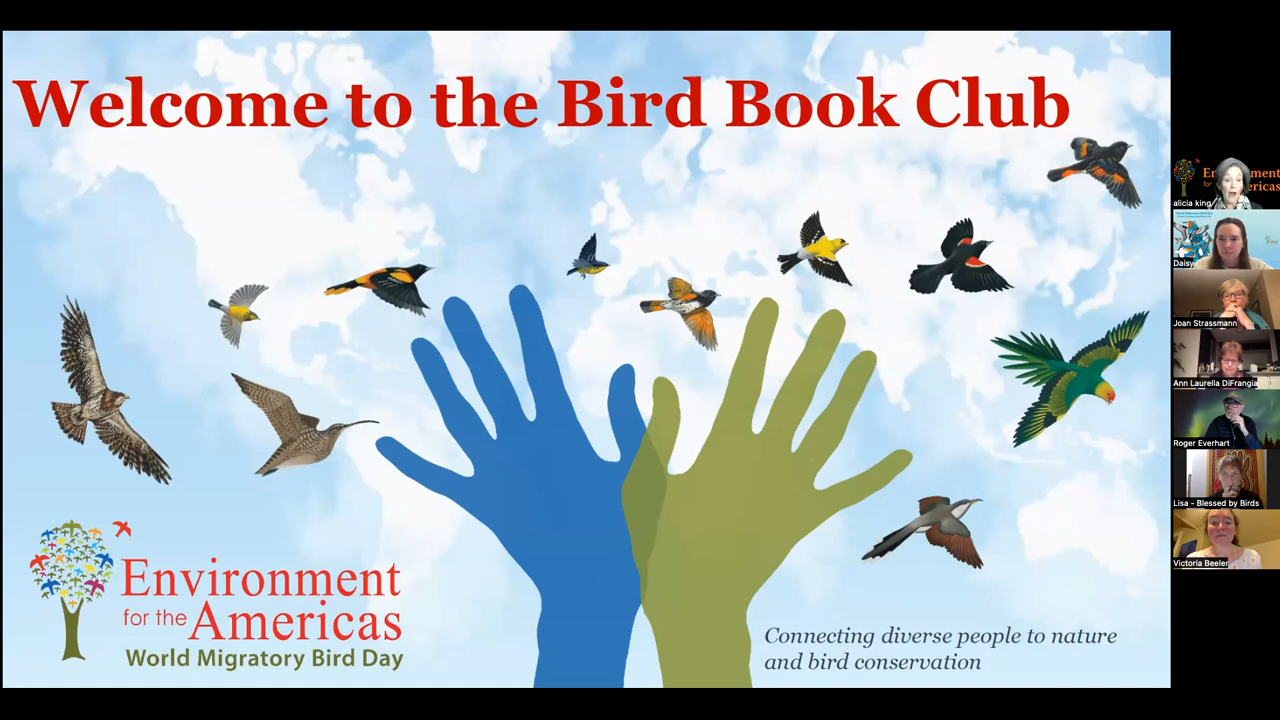 Welcome to the Bird Book Club
Environment
for the Americas
World Migratory Bird Day
Connecting diverse people to nature
and bird conservation
alicia king
Daisy
Joan Strassmann
Ann Laurella DiFrangia
Roger Everhart
Lisa - Blessed by Birds
Victoria Beeler